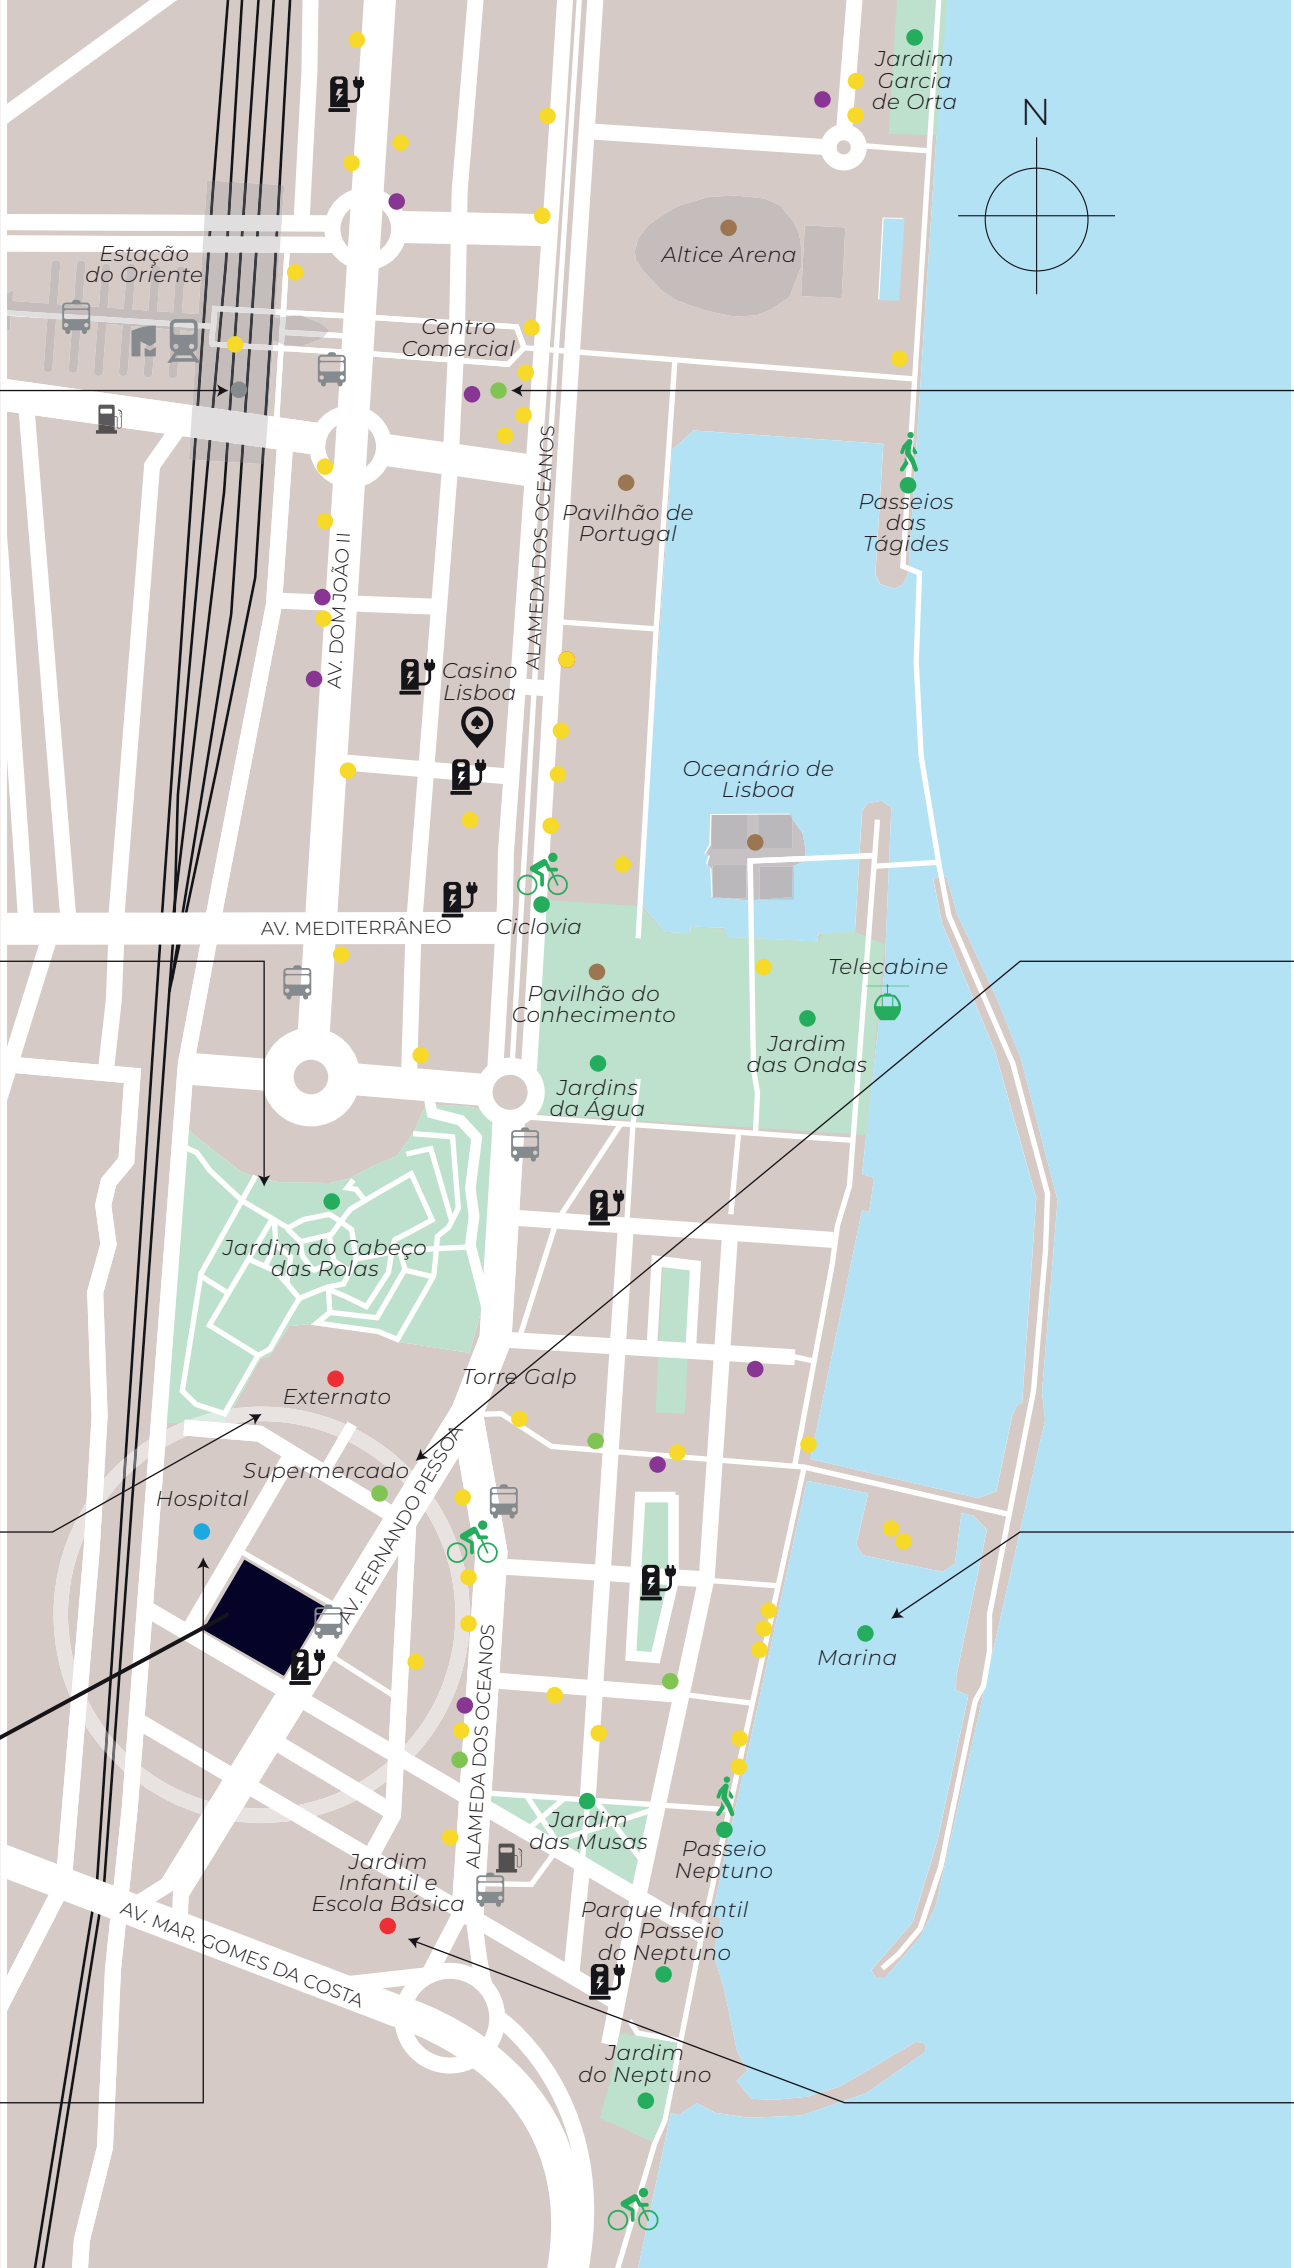 Jardim
Garcia
de Orta
N
Estação
do Oriente
Altice Arena
Centro
Comercial
ALAMEDA DOS OCEANOS
Pavilhão de
Portugal
Passeios
das
Tágides
AV. DOM JOÃO II
Casino
Lisboa
Oceanário de
Lisboa
AV. MEDITERRÂNEO
Ciclovia
Telecabine
Pavilhão do
Conhecimento
Jardim
das Ondas
Jardins
da Água
Jardim do Cabeço
das Rolas
Torre Galp
Externato
Supermercado
Hospital
AV. FERNANDO PESSOA
Marina
ALAMEDA DOS OCEANOS
Jardim
das Musas
Passeio
Neptuno
Jardim
Infantil e
Escola Básica
Parque Infantil
do Passeio
do Neptuno
AV. MAR. GOMES DA COSTA
Jardim
do Neptuno